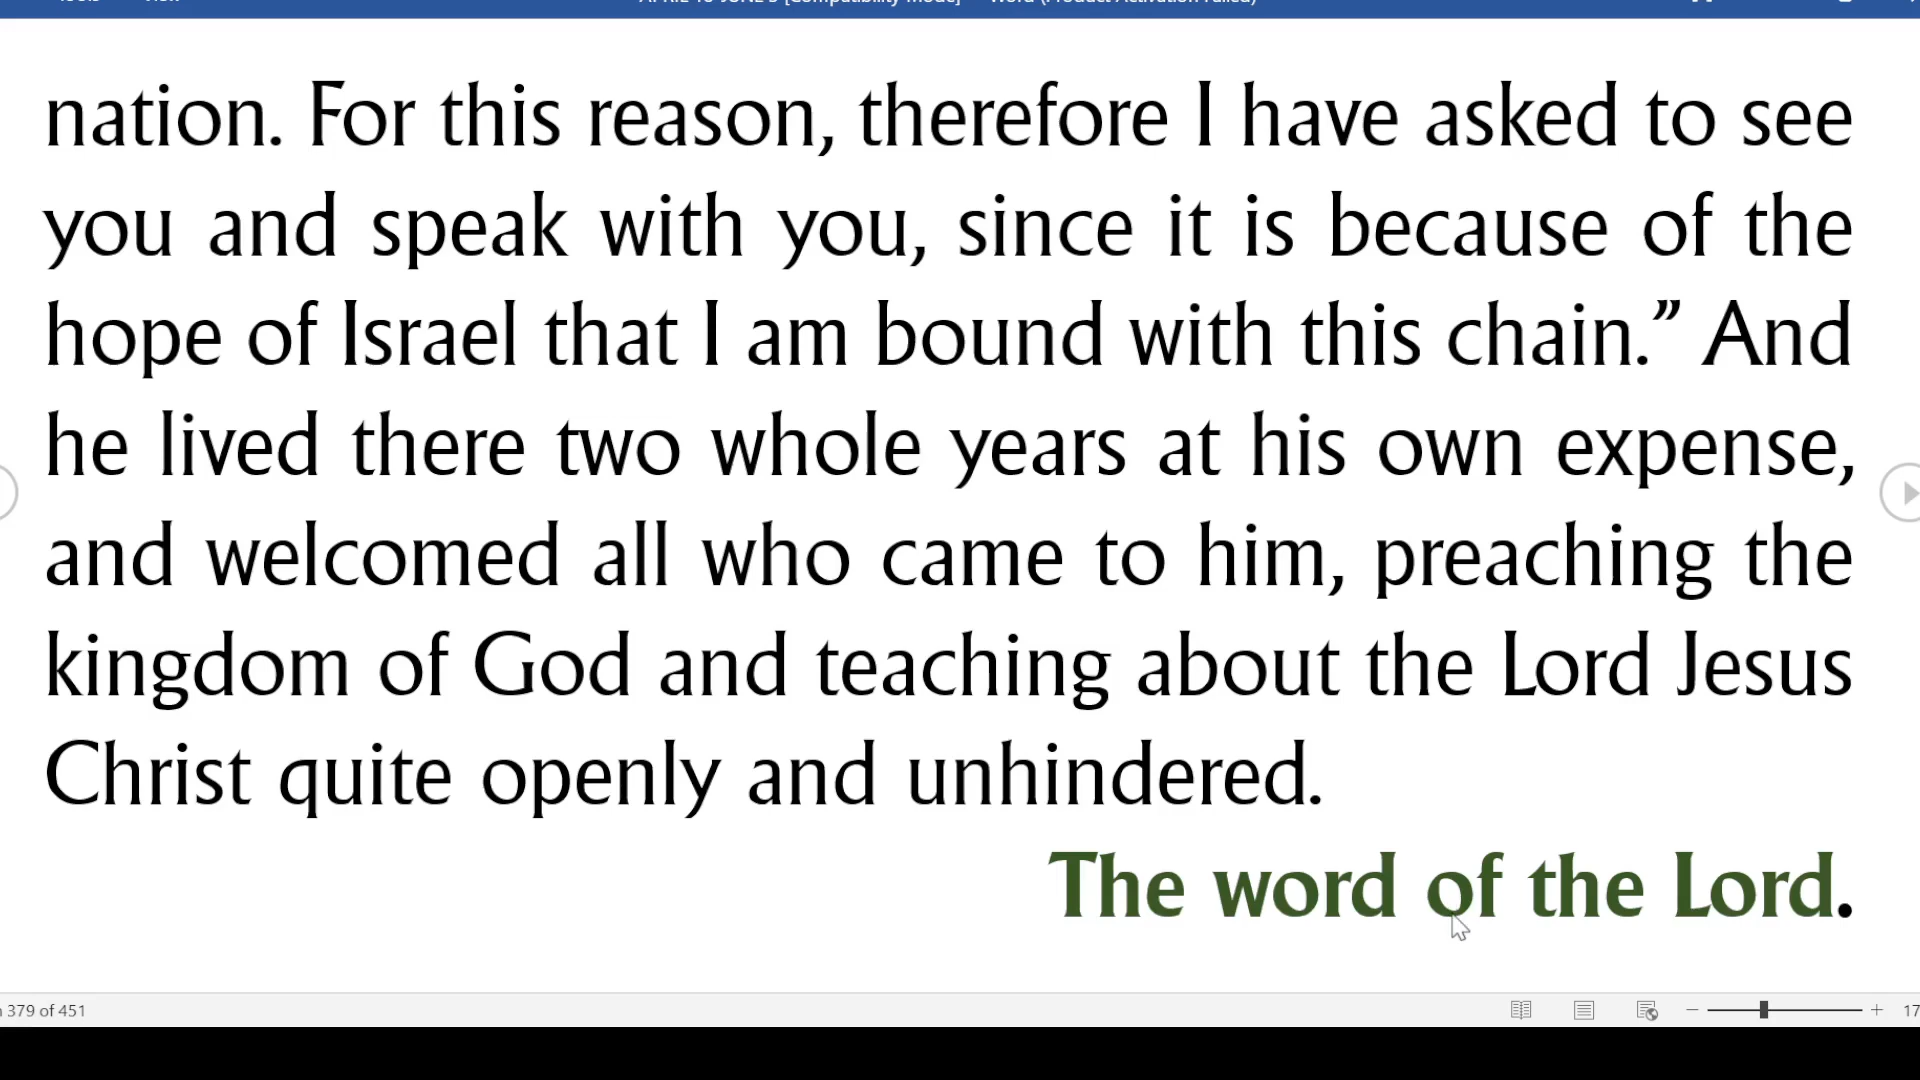 nation. For this reason, therefore I have asked to see
you and speak with you, since it is because of the
hope of Israel that I am bound with this chain.” And
he lived there two whole years at his own expense,
and welcomed all who came to him, preaching the
kingdom of God and teaching about the Lord Jesus
Christ quite openly and unhindered.
The word of the Lord.
379 of 451
17